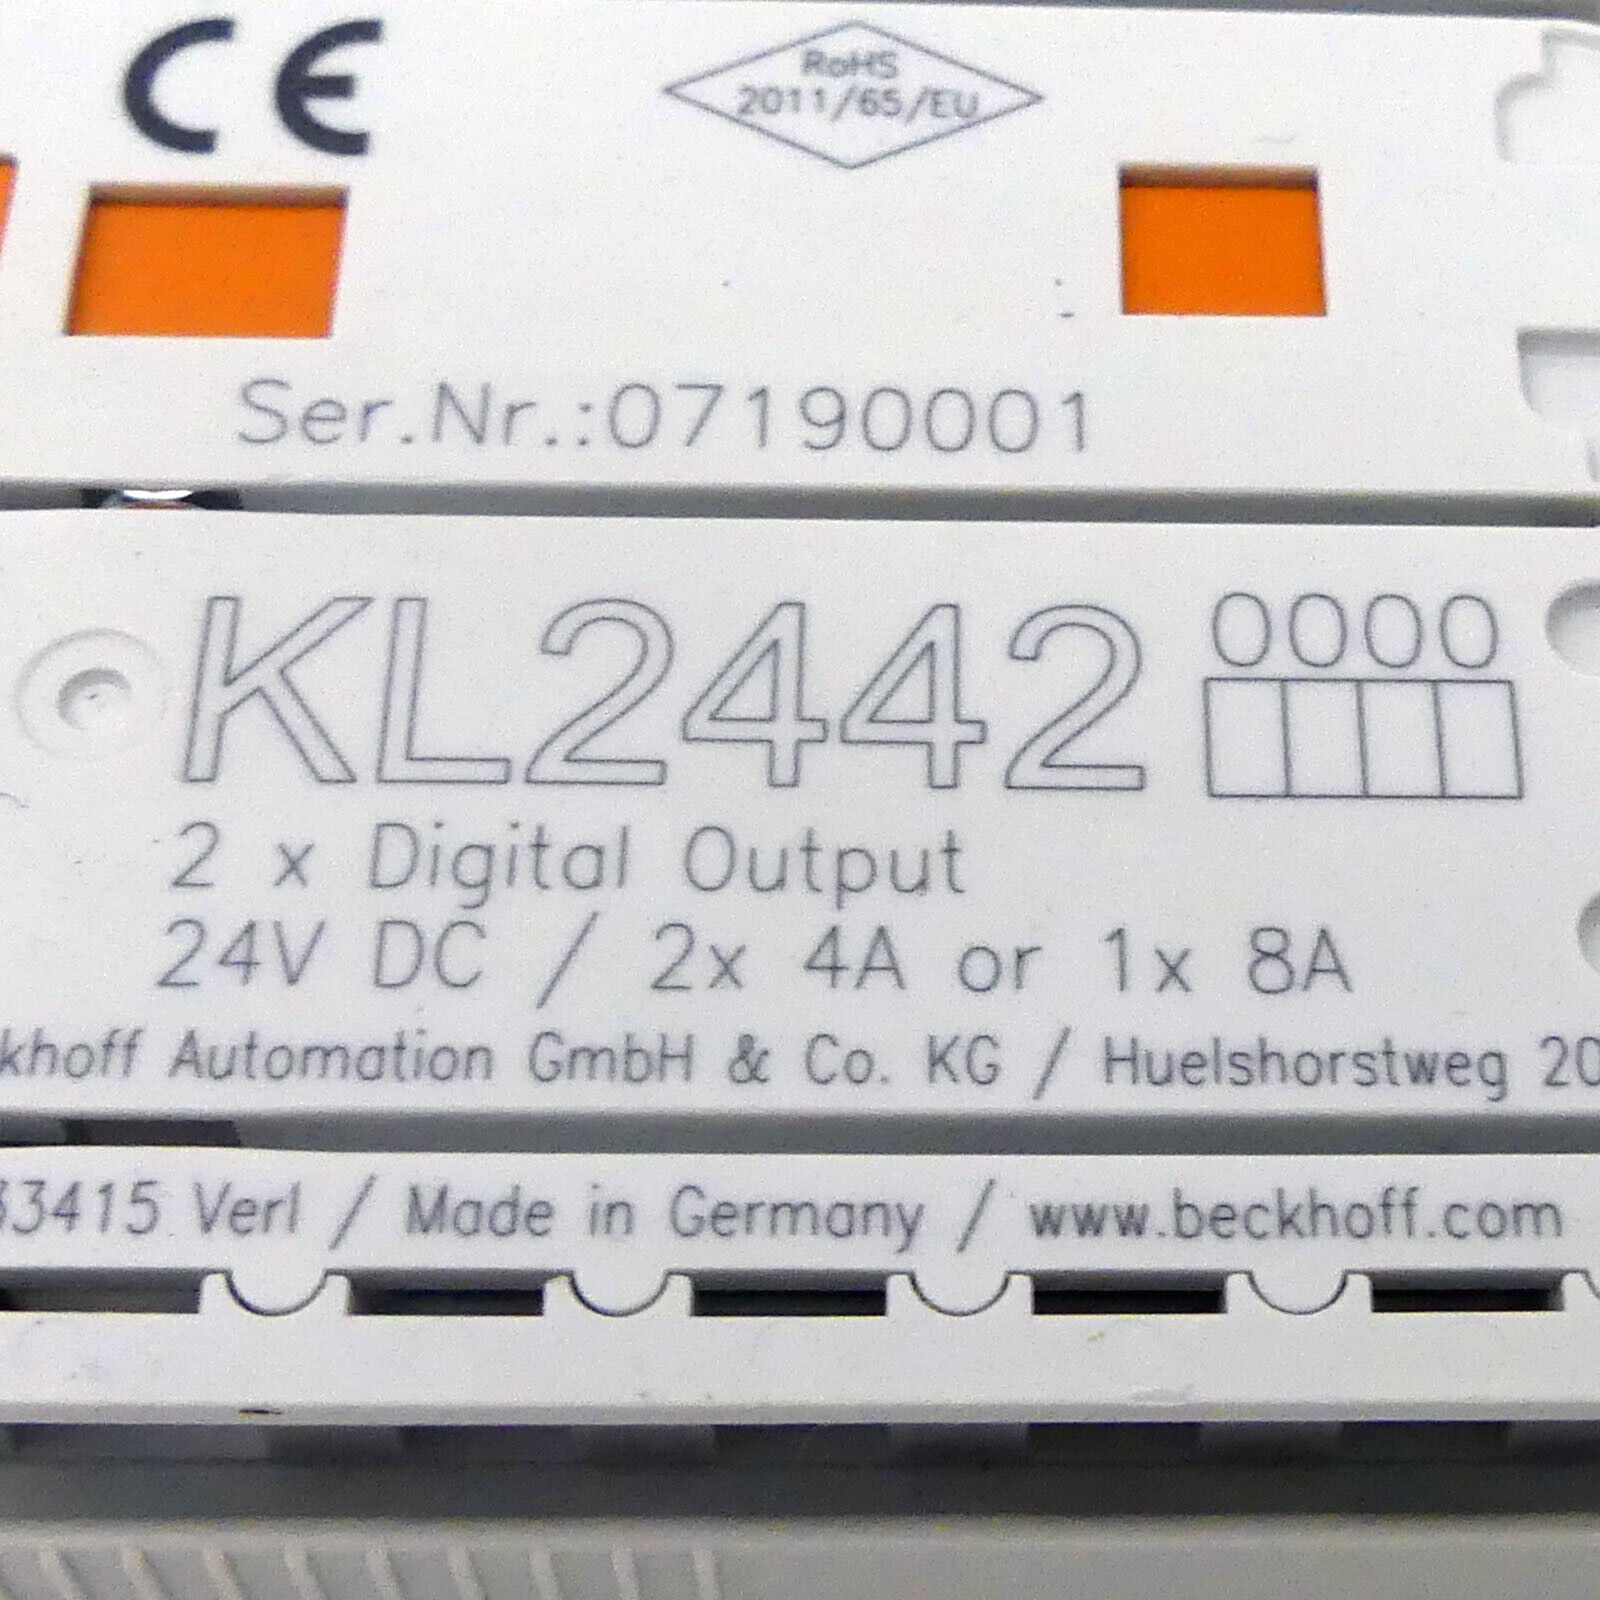 CE
RoHS
2011/65/EU
Ser.Nr.:07190001
KL2442 0000
2 x Digital Output
24V DC / 2x 4A or 1x 8A
khoff Automation GmbH & Co. KG / Huelshorstweg 20
33415 Verl / Made in Germany / www.beckhoff.com